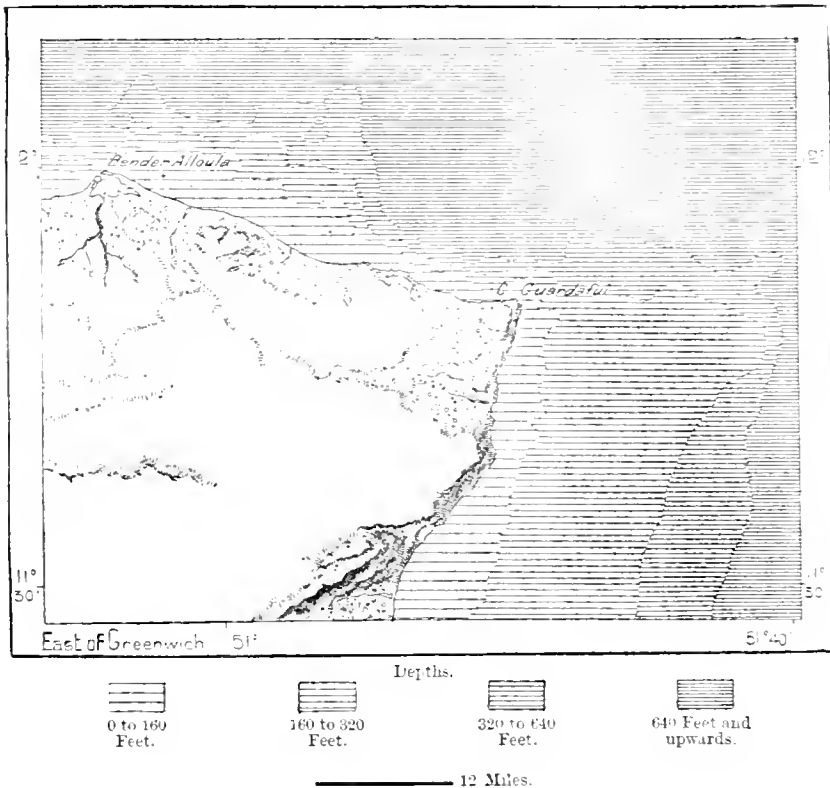 Bender-Alloula
12°
12°
C. Guardafui
11°
30'
11°
30'
East of Greenwich 51°
51°40'
Depths.
0 to 160
Feet.
160 to 320
Feet.
320 to 640
Feet.
640 Feet and
upwards.
12 Miles.